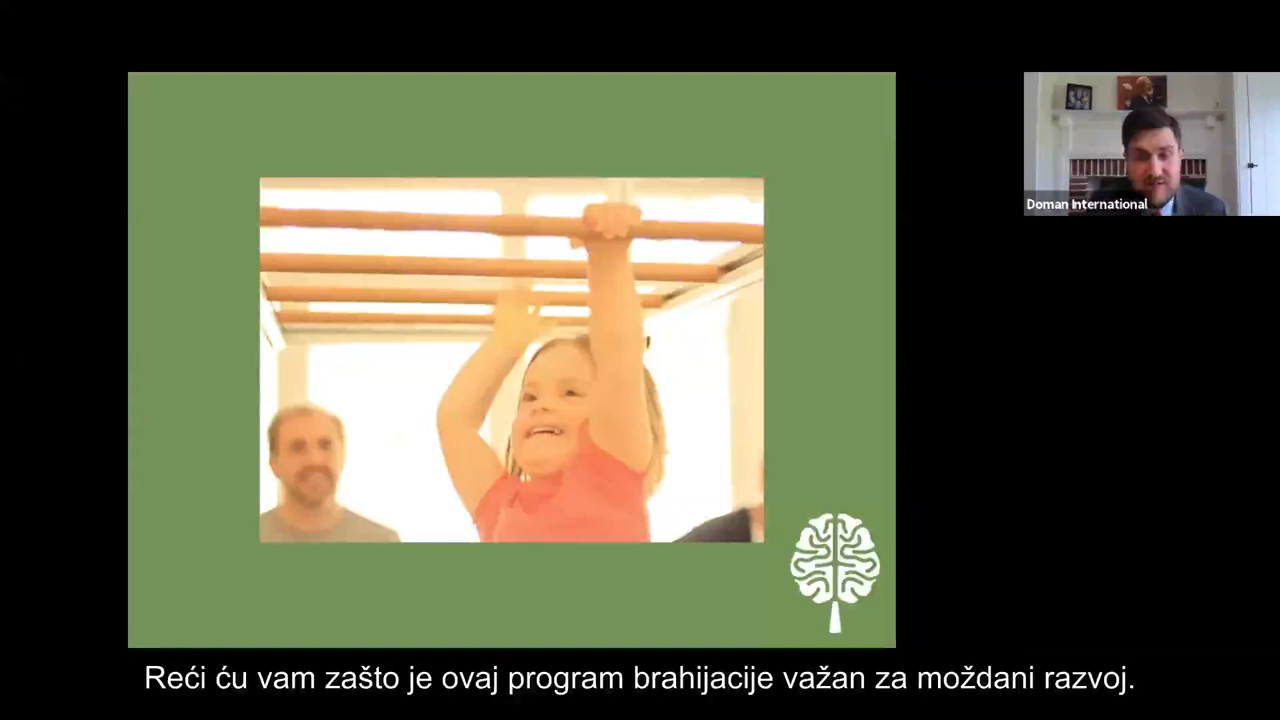 Doman International
Reći ću vam zašto je ovaj program brahijacije važan za moždani razvoj.